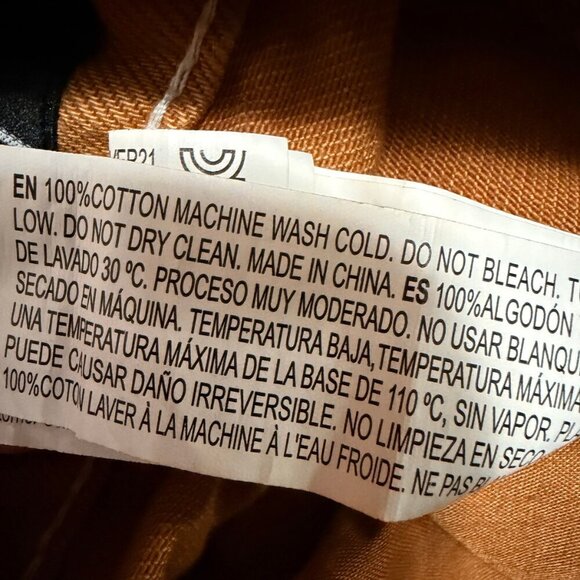 EN 100%COTTON MACHINE WASH COLD. DO NOT BLEACH.
LOW. DO NOT DRY CLEAN. MADE IN CHINA. ES 100%ALGODÓN
DE LAVADO 30 ºC. PROCESO MUY MODERADO. NO USAR
SECADO EN MÁQUINA. TEMPERATURA BAJA,TEMPERATURA MÁXIMA
UNA TEMPERATURA MÁXIMA DE LA BASE DE 110 ºC, SIN VAPOR.
PUEDE CAUSAR DAÑO IRREVERSIBLE. NO LIMPIEZA EN SECO
100%COTON LAVER À LA MACHINE À L'EAU FROIDE. NE PAS